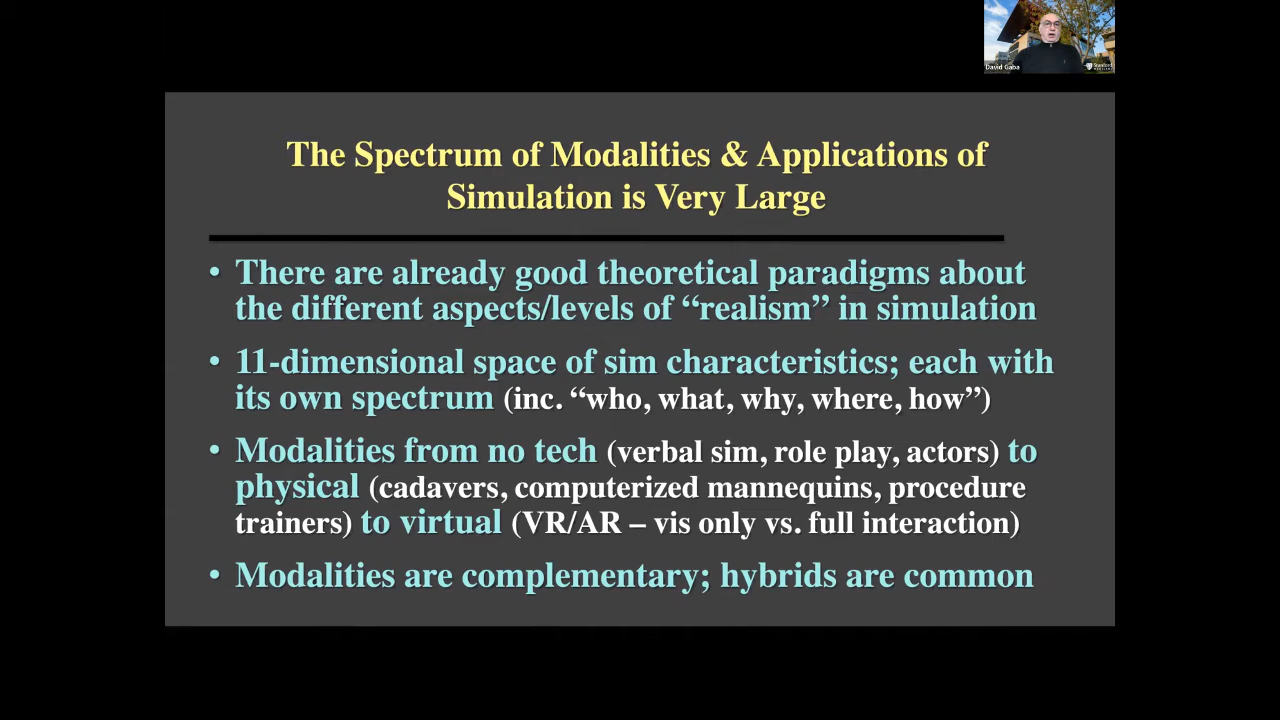 David Gaba
Stanford
The Spectrum of Modalities & Applications of
Simulation is Very Large
• There are already good theoretical paradigms about
the different aspects/levels of “realism” in simulation
• 11-dimensional space of sim characteristics; each with
its own spectrum (inc. “who, what, why, where, how”)
• Modalities from no tech (verbal sim, role play, actors) to
physical (cadavers, computerized mannequins, procedure
trainers) to virtual (VR/AR – vis only vs. full interaction)
• Modalities are complementary; hybrids are common